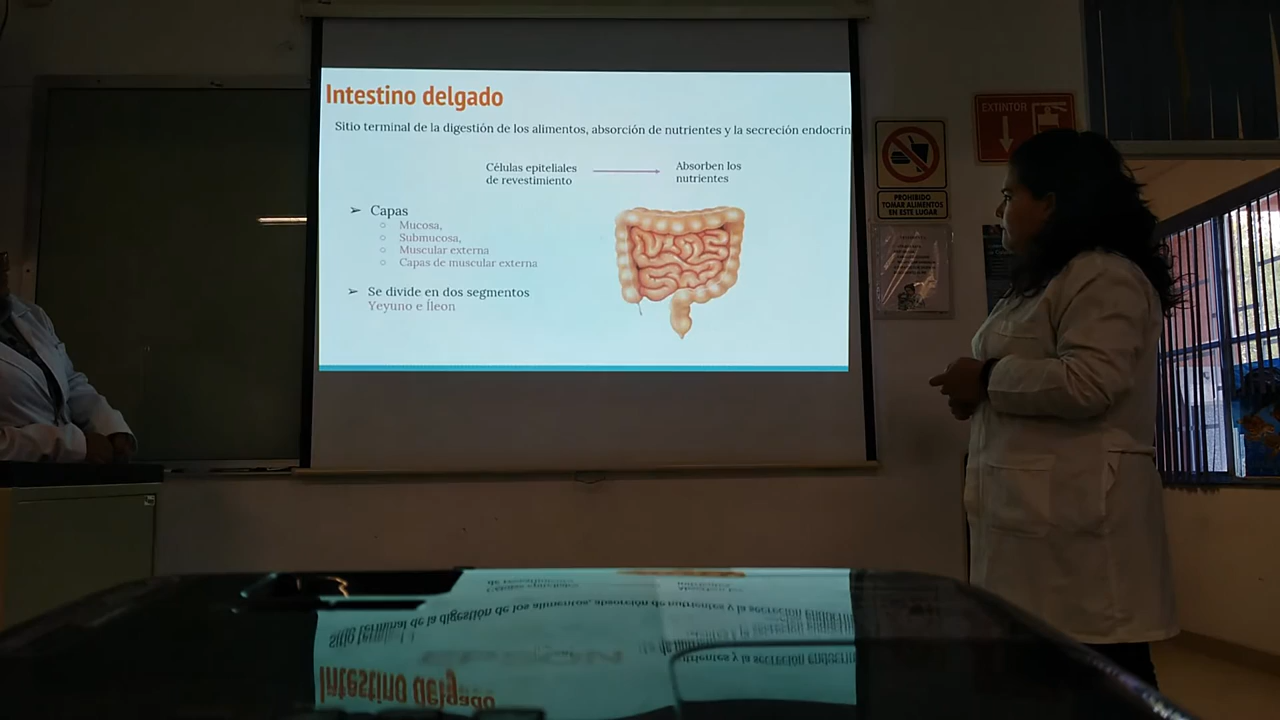 Intestino delgado
Sitio terminal de la digestión de los alimentos, absorción de nutrientes y la secreción endocrin
Células epiteliales
de revestimiento
Absorben los
nutrientes
➢ Capas
○ Mucosa,
○ Submucosa,
○ Muscular externa
○ Capas de muscular externa
➢ Se divide en dos segmentos
Yeyuno e Íleon
EXTINTOR
PROHIBIDO
TOMAR ALIMENTOS
EN ESTE LUGAR